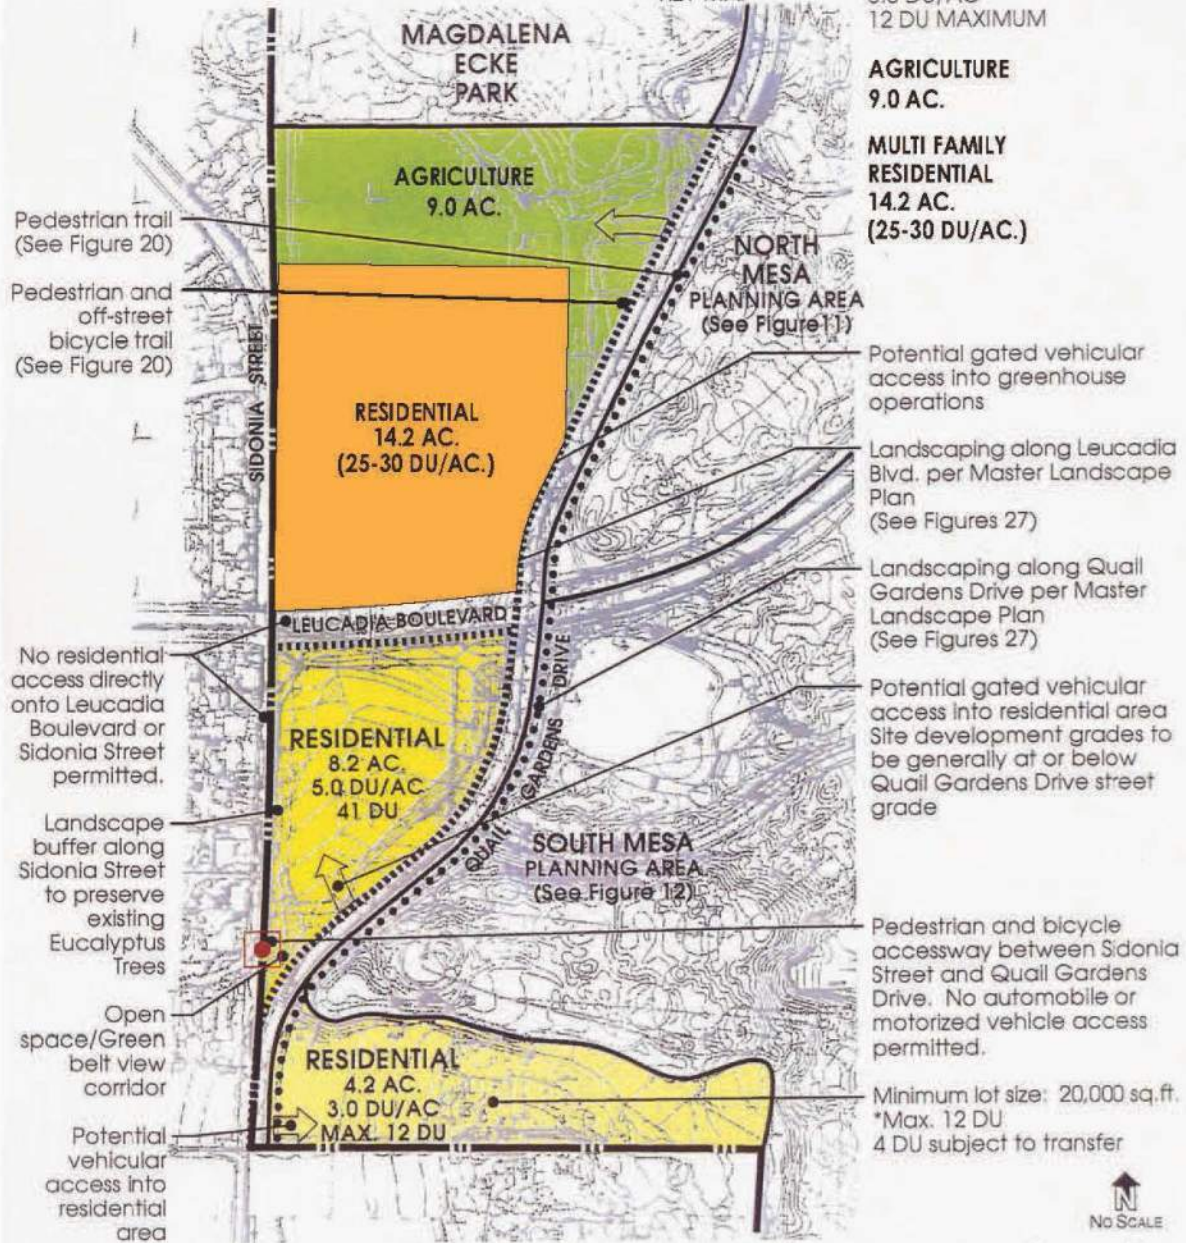 12 DU MAXIMUM
AGRICULTURE
9.0 AC.
MULTI FAMILY
RESIDENTIAL
14.2 AC.
(25-30 DU/AC.)
MAGDALENA
ECKE
PARK
AGRICULTURE
9.0 AC.
Pedestrian trail
(See Figure 20)
Pedestrian and
off-street
bicycle trail
(See Figure 20)
NORTH
MESA
PLANNING AREA
(See Figure11)
SIDONIA STREET
RESIDENTIAL
14.2 AC.
(25-30 DU/AC.)
Potential gated vehicular
access into greenhouse
operations
Landscaping along Leucadia
Blvd. per Master Landscape
Plan
(See Figures 27)
Landscaping along Quail
Gardens Drive per Master
Landscape Plan
(See Figures 27)
LEUCADIA BOULEVARD
No residential
access directly
onto Leucadia
Boulevard or
Sidonia Street
permitted.
RESIDENTIAL
8.2 AC.
5.0 DU/AC
41 DU
QUAIL GARDENS DRIVE
Potential gated vehicular
access into residential area
Site development grades to
be generally at or below
Quail Gardens Drive street
grade
Landscape
buffer along
Sidonia Street
to preserve
existing
Eucalyptus
Trees
SOUTH MESA
PLANNING AREA
(See Figure 12)
Pedestrian and bicycle
accessway between Sidonia
Street and Quail Gardens
Drive. No automobile or
motorized vehicle access
permitted.
Open
space/Green
belt view
corridor
RESIDENTIAL
4.2 AC.
3.0 DU/AC
MAX. 12 DU
Minimum lot size: 20,000 sq.ft.
*Max. 12 DU
4 DU subject to transfer
Potential
vehicular
access into
residential
area
N
NO SCALE